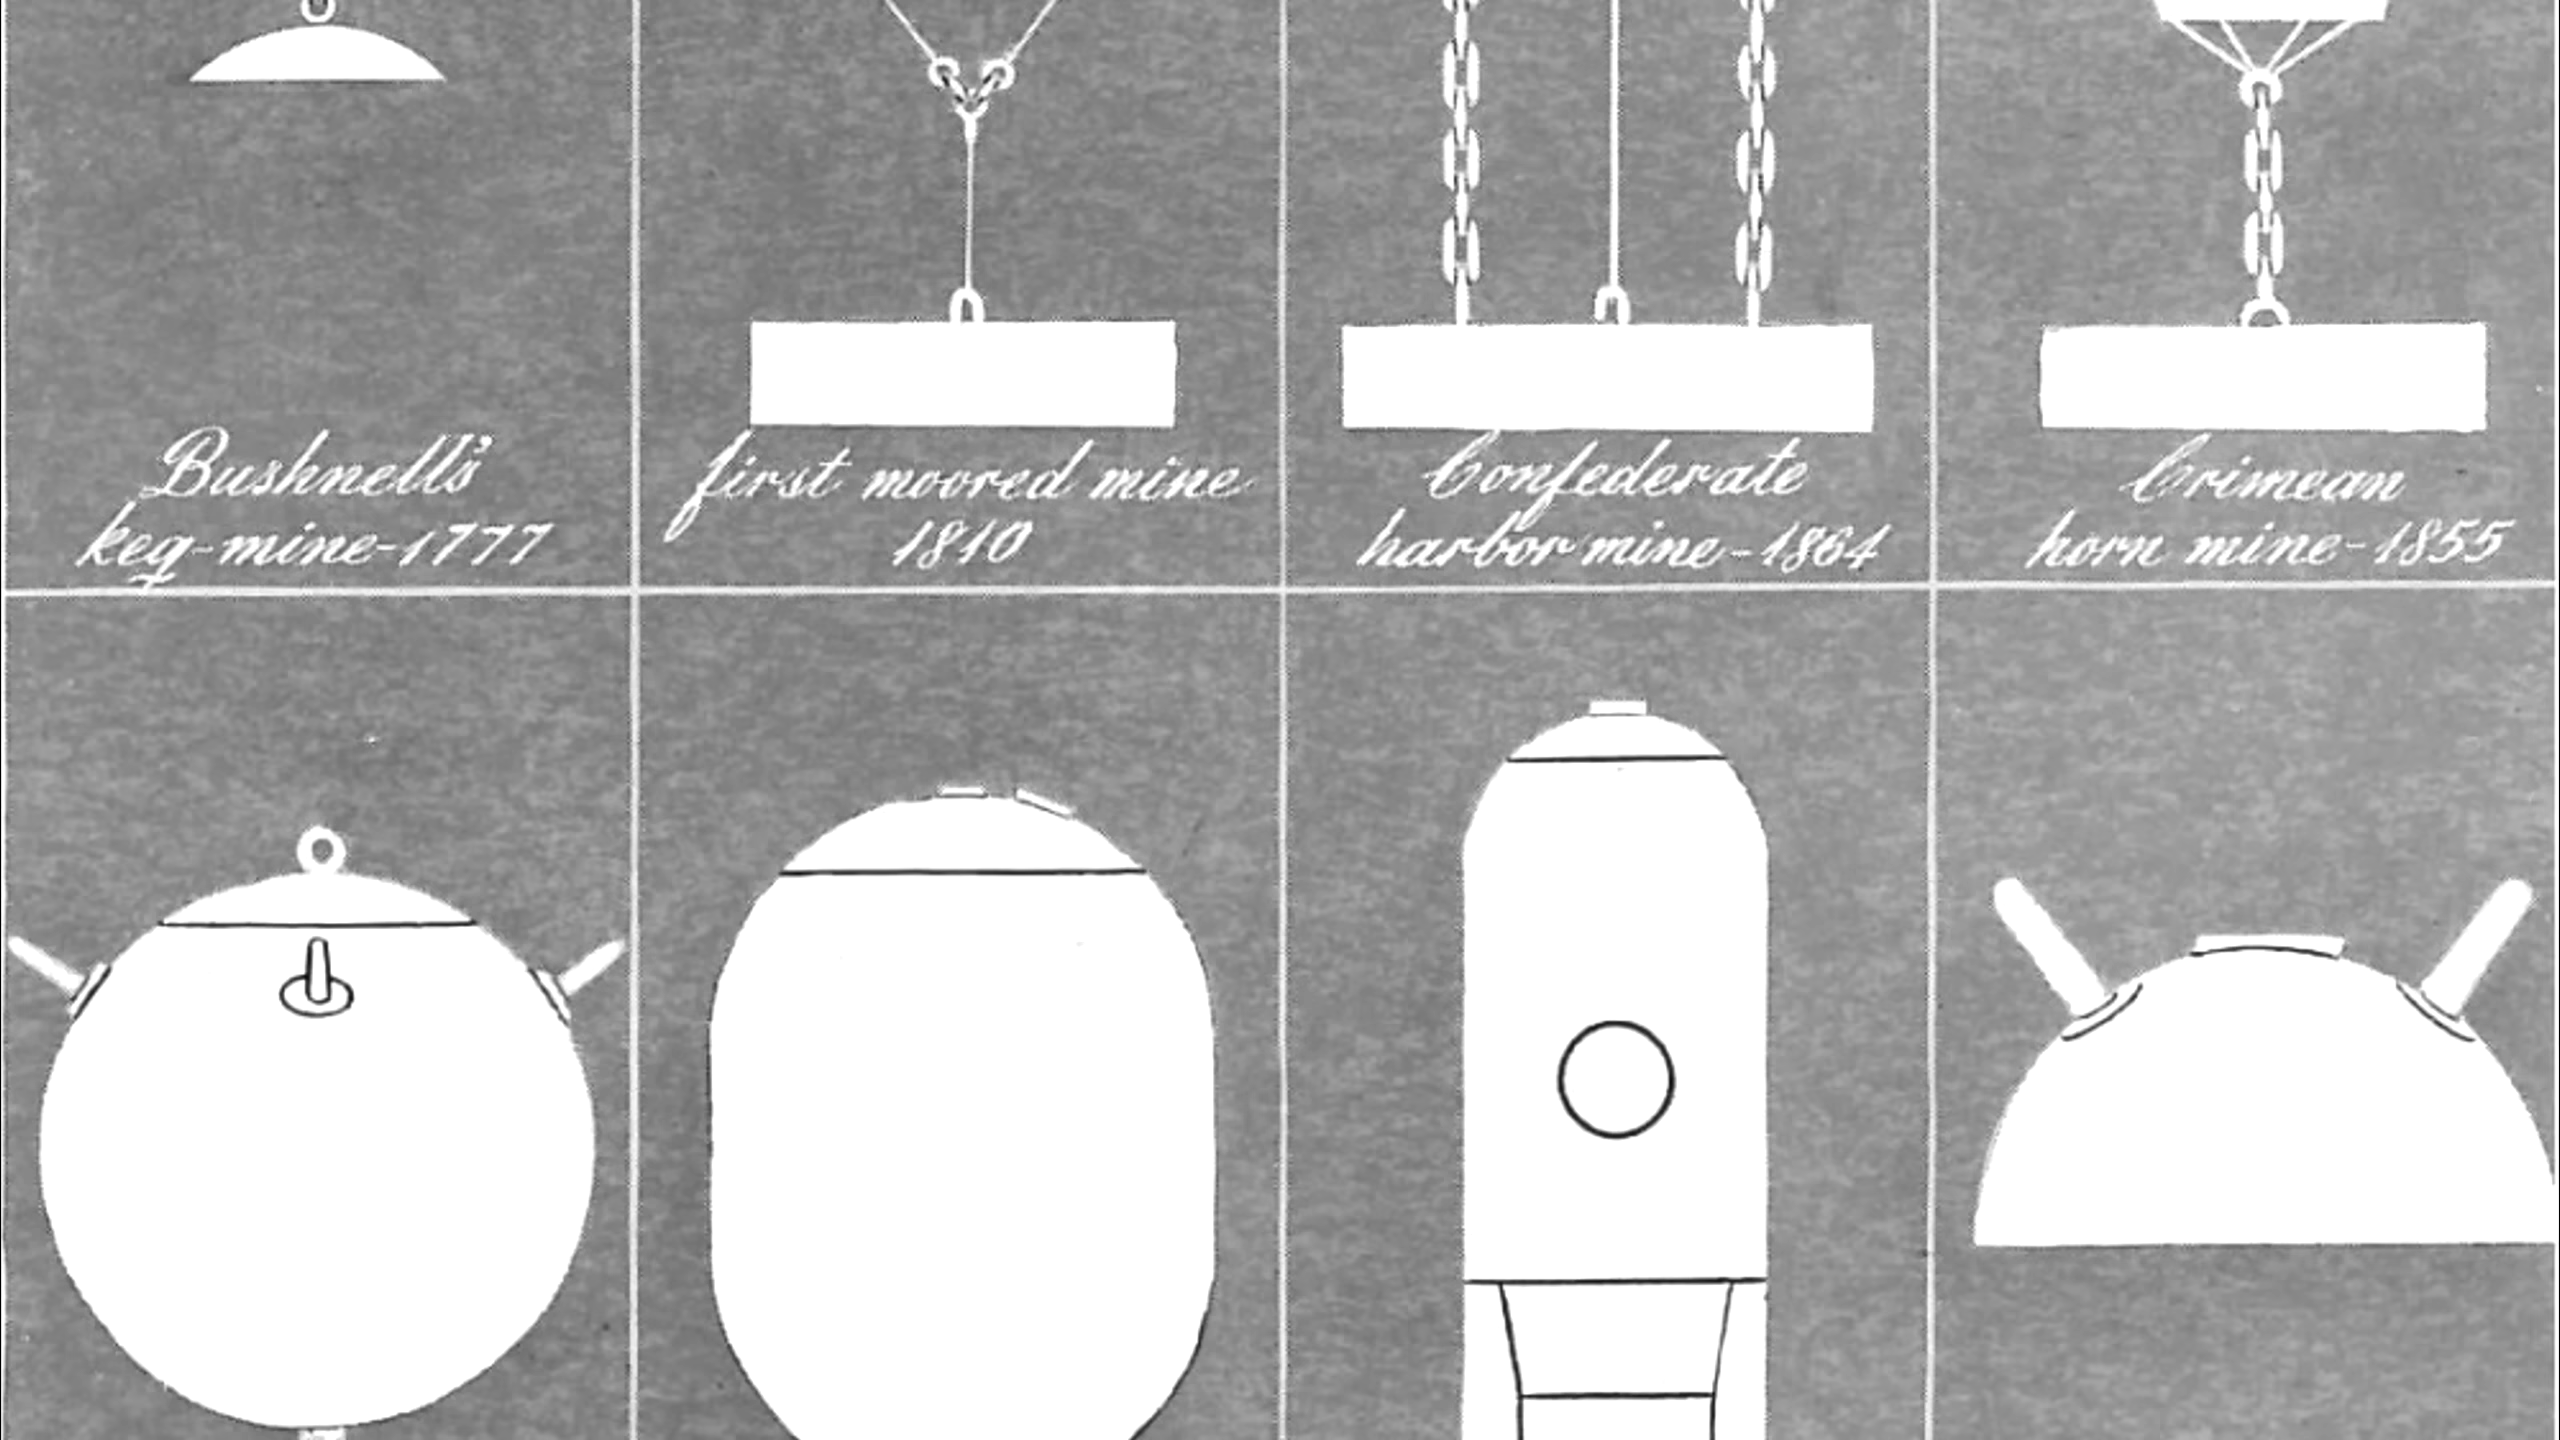 Bushnell's
keg-mine-1777
first moored mine
1810
Confederate
harbor mine-1864
Crimean
horn mine-1855